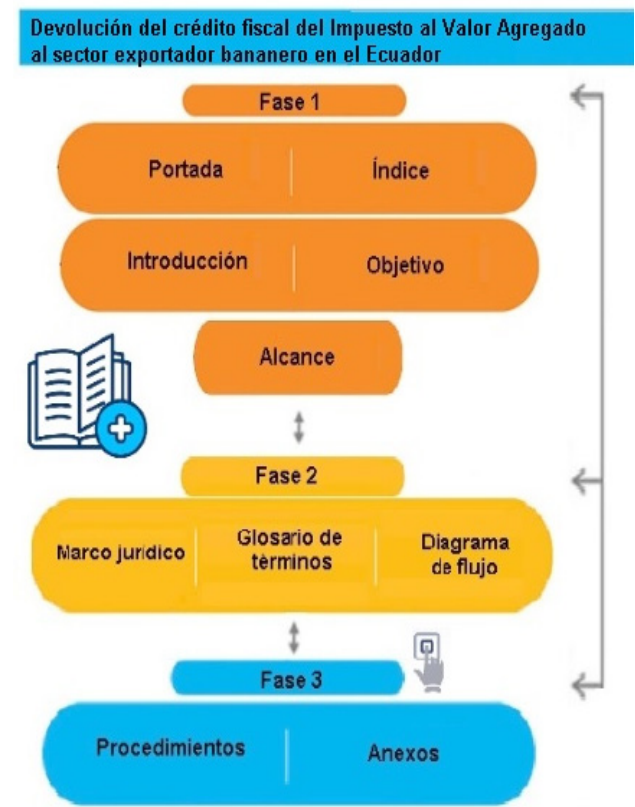 Devolución del crédito fiscal del Impuesto al Valor Agregado
al sector exportador bananero en el Ecuador
Fase 1
Portada
Índice
Introducción
Objetivo
Alcance
Fase 2
Marco jurídico
Glosario de
términos
Diagrama
de flujo
Fase 3
Procedimientos
Anexos